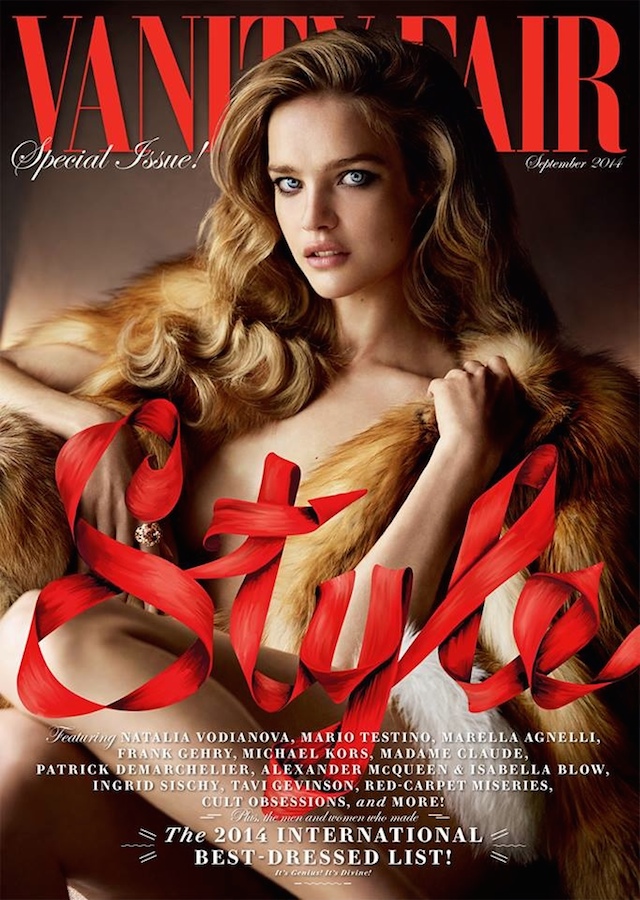 VANITY FAIR
Special Issue!
September 2014
Style
Featuring NATALIA VODIANOVA, MARIO TESTINO, MARELLA AGNELLI,
FRANK GEHRY, MICHAEL KORS, MADAME CLAUDE,
PATRICK DEMARCHELIER, ALEXANDER McQUEEN & ISABELLA BLOW,
INGRID SISCHY, TAVI GEVINSON, RED-CARPET MISERIES,
CULT OBSESSIONS, and MORE!
Plus, the men and women who made
The 2014 INTERNATIONAL
BEST-DRESSED LIST!
It's Genius! It's Divine!